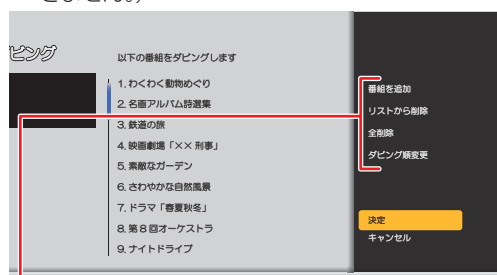 ピング
以下の番組をダビングします
1. わくわく動物めぐり
2. 名画アルバム詩選集
3. 鉄道の旅
4. 映画劇場「×× 刑事」
5. 素敵なガーデン
6. さわやかな自然風景
7. ドラマ「春夏秋冬」
8. 第 8 回オーケストラ
9. ナイトドライブ
番組を追加
リストから削除
全削除
ダビング順変更
決定
キャンセル